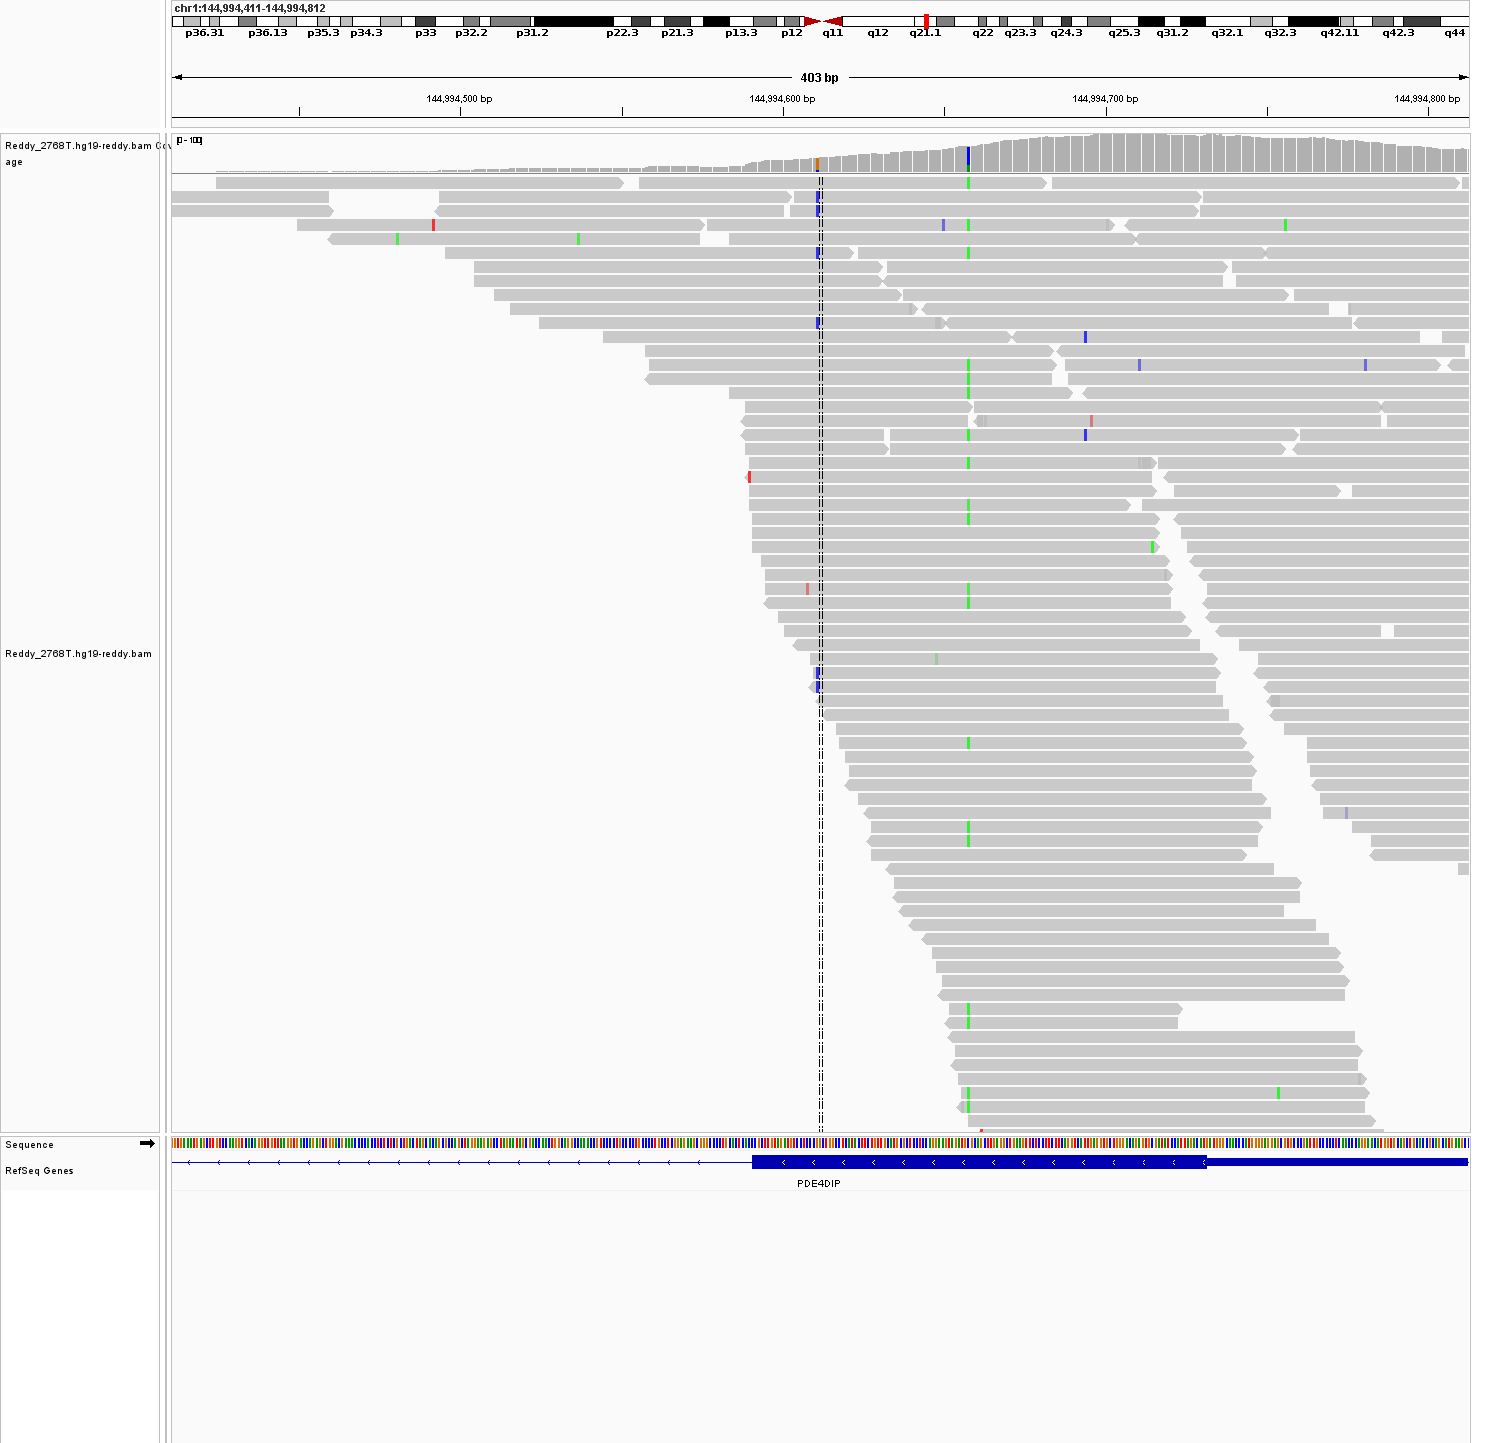 chr1:144,994,411-144,994,812
p36.31 p36.13 p35.3 p34.3 p33 p32.2 p31.2 p22.3 p21.3 p13.3 p12 q11 q12 q21.1 q22 q23.3 q24.3 q25.3 q31.2 q32.1 q32.3 q42.11 q42.3 q44
403 bp
144,994,500 bp 144,994,600 bp 144,994,700 bp 144,994,800 bp
[0 - 100]
Reddy_2768T.hg19-reddy.bam Cov
age
Reddy_2768T.hg19-reddy.bam
Sequence
RefSeq Genes
PDE4DIP